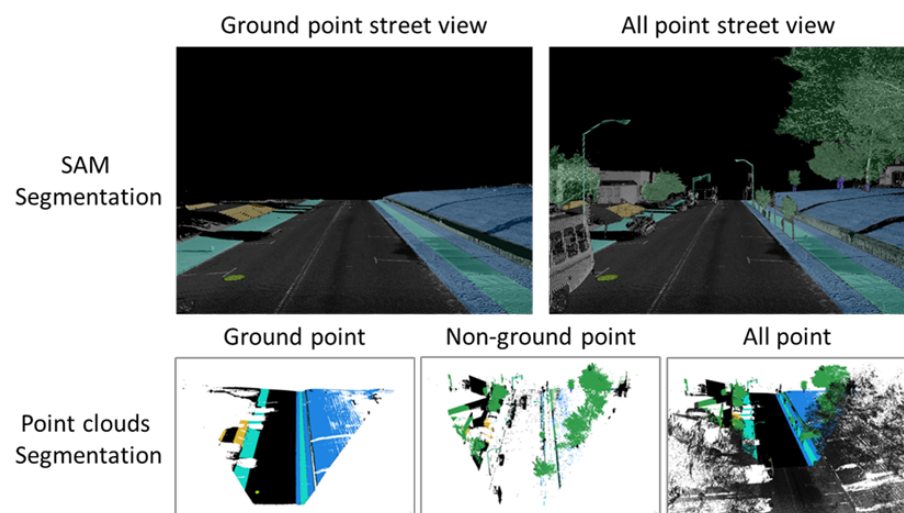 Ground point street view
All point street view
SAM
Segmentation
Ground point
Non-ground point
All point
Point clouds
Segmentation